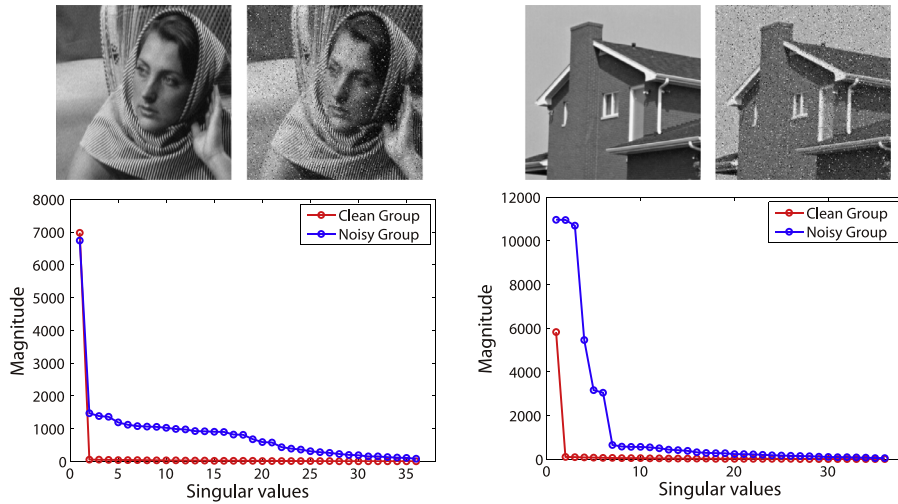 8000
7000
6000
5000
4000
3000
2000
1000
0
Magnitude
Clean Group
Noisy Group
0 5 10 15 20 25 30 35
Singular values
12000
10000
8000
6000
4000
2000
0
Magnitude
Clean Group
Noisy Group
0 10 20 30
Singular values